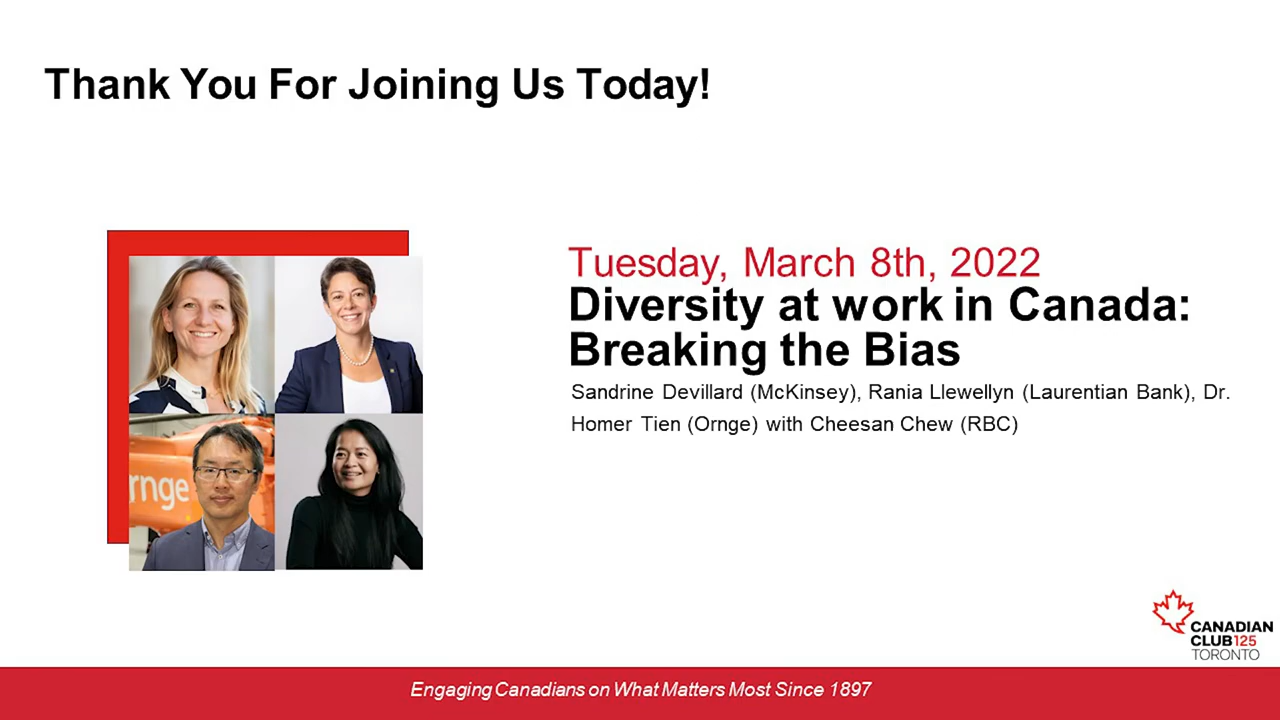 Thank You For Joining Us Today!
Tuesday, March 8th, 2022
Diversity at work in Canada:
Breaking the Bias
Sandrine Devillard (McKinsey), Rania Llewellyn (Laurentian Bank), Dr.
Homer Tien (Ornge) with Cheesan Chew (RBC)
rnge
CANADIAN
CLUB125
TORONTO
Engaging Canadians on What Matters Most Since 1897